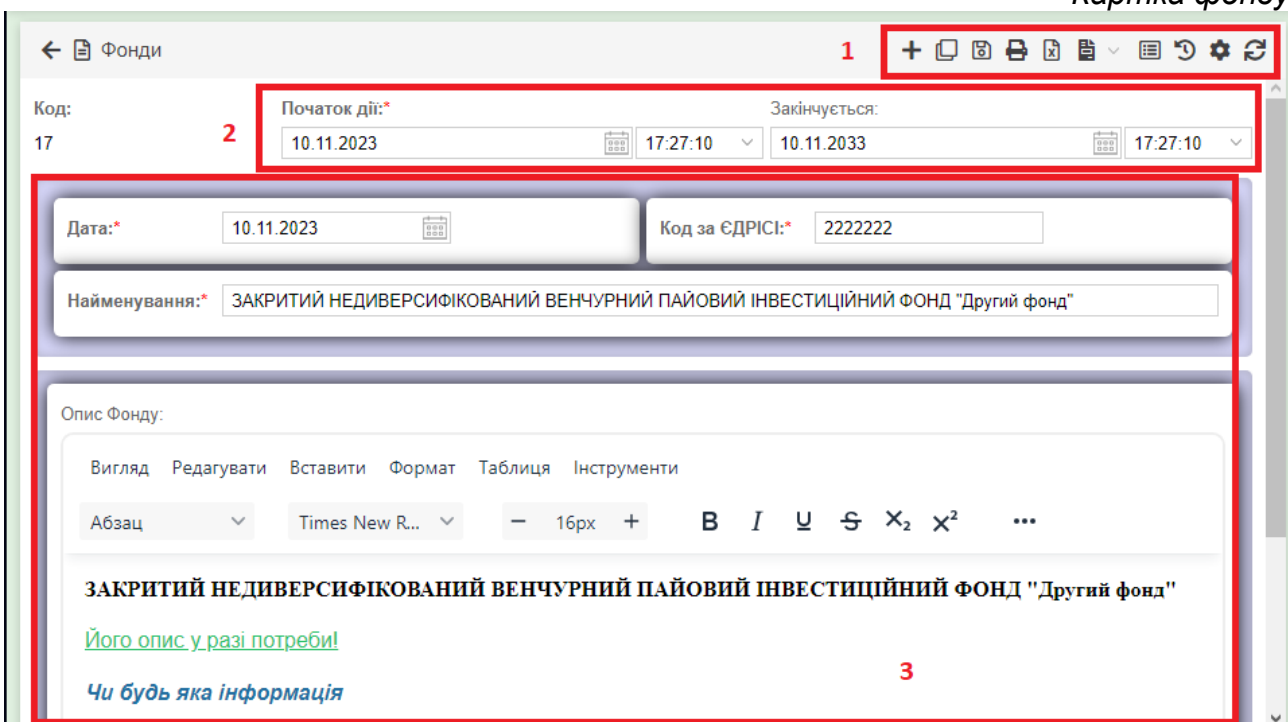 Картка фонду
Фонди
1
Код:
Початок дії:*
Закінчується:
17
2
10.11.2023
17:27:10
10.11.2033
17:27:10
Дата:*
10.11.2023
Код за ЄДРІСІ:*
2222222
Найменування:*
ЗАКРИТИЙ НЕДИВЕРСИФІКОВАНИЙ ВЕНЧУРНИЙ ПАЙОВИЙ ІНВЕСТИЦІЙНИЙ ФОНД "Другий фонд"
Опис Фонду:
Вигляд Редагувати Вставити Формат Таблиця Інструменти
Абзац
Times New R...
− 16px +
B I U S X₂ X² ...
ЗАКРИТИЙ НЕДИВЕРСИФІКОВАНИЙ ВЕНЧУРНИЙ ПАЙОВИЙ ІНВЕСТИЦІЙНИЙ ФОНД "Другий фонд"
Його опис у разі потреби!
3
Чи будь яка інформація